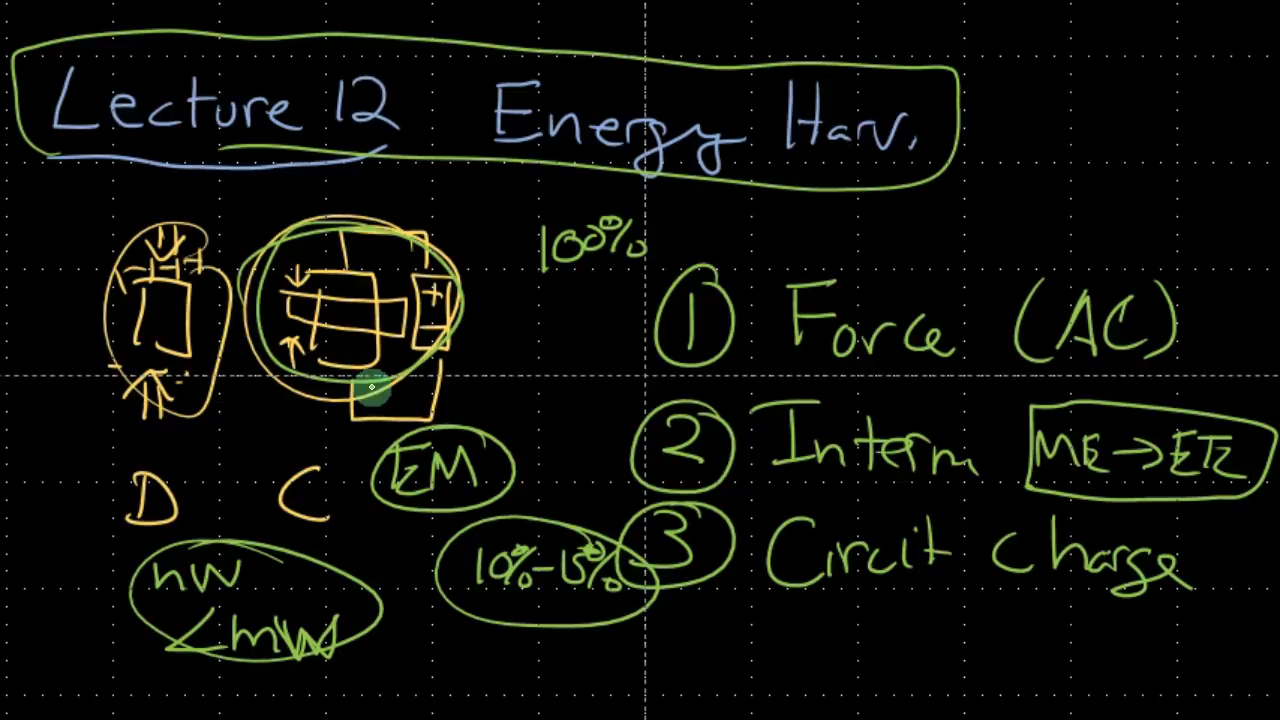 Lecture 12 Energy Harv.
100%
1 Force (AC)
2 Interm ME→EE
EM
3 Circit charge
D C
10%-15%
nW
<mW